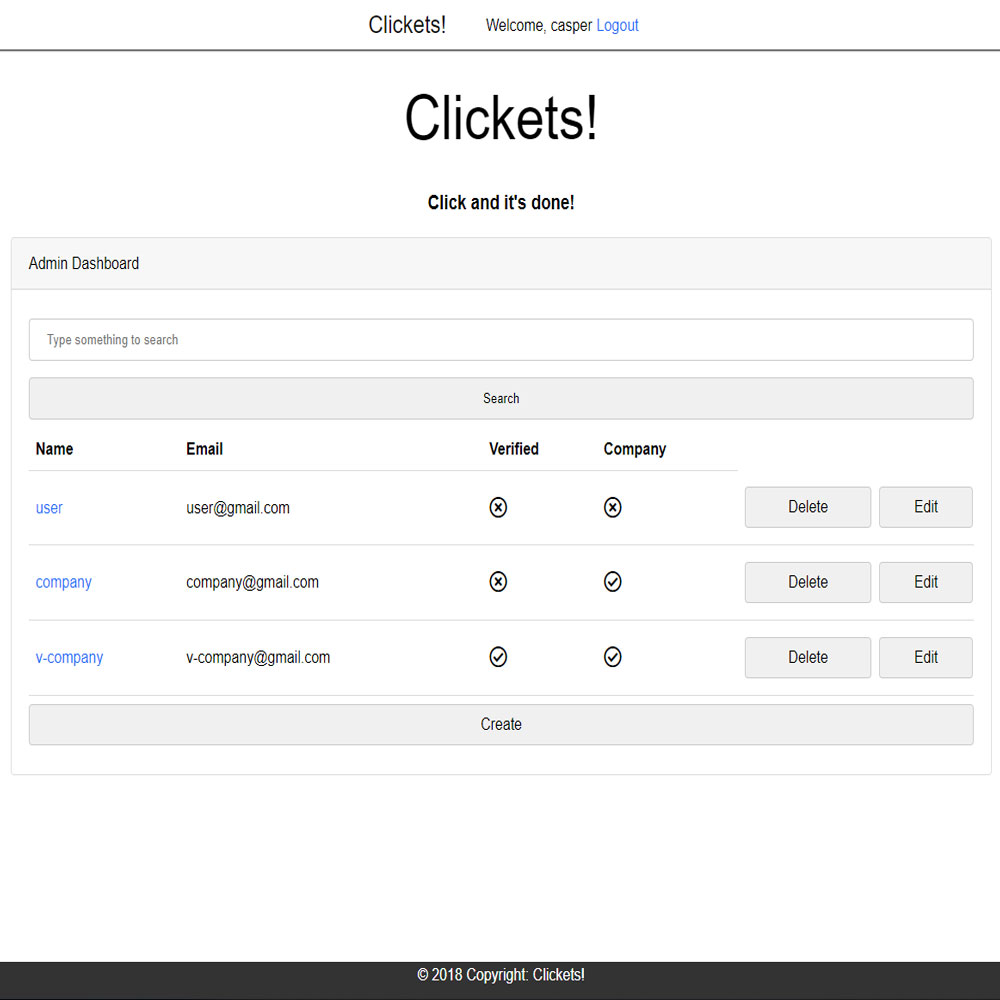 Clickets! Welcome, casper Logout
Clickets!
Click and it's done!
Admin Dashboard
Type something to search
Search
Name Email Verified Company
user user@gmail.com Delete Edit
company company@gmail.com Delete Edit
v-company v-company@gmail.com Delete Edit
Create
© 2018 Copyright: Clickets!